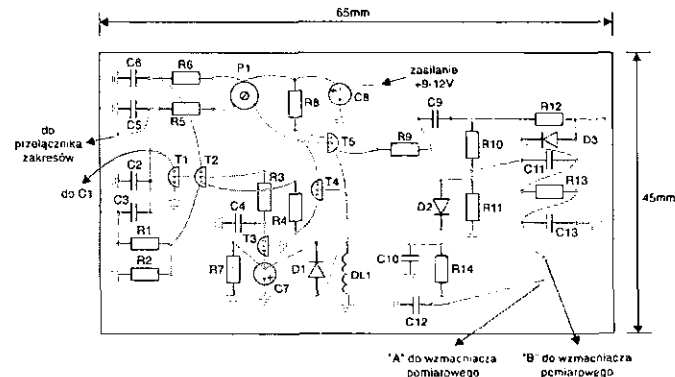 65mm
C6
R6
P1
zasilanie
+9-12V
R8
C8
C9
R12
do
przełącznika
zakresów
C5
R5
T5
R9
R10
D3
C11
do C1
C2
T1
T2
R3
T4
R13
45mm
C3
C4
R4
D2
R11
C13
R1
T3
R2
R7
C7
D1
DL1
C10
R14
C12
"A" do wzmacniacza
pomiarowego
"B" do wzmacniacza
pomiarowego